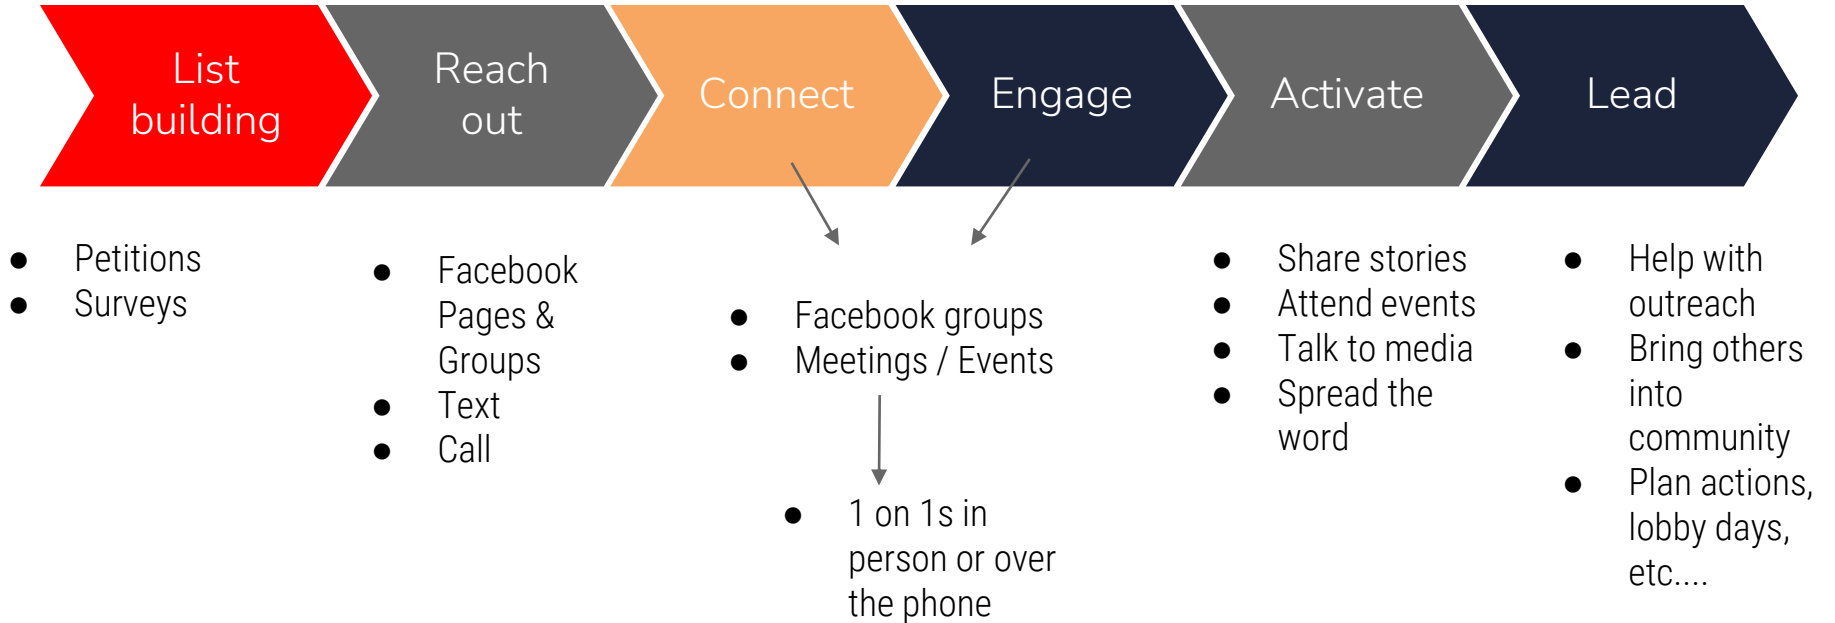 List
building
Reach
out
Connect
Engage
Activate
Lead
● Petitions
● Surveys
● Facebook
Pages &
Groups
● Text
● Call
● Facebook groups
● Meetings / Events
● 1 on 1s in
person or over
the phone
● Share stories
● Attend events
● Talk to media
● Spread the
word
● Help with
outreach
● Bring others
into
community
● Plan actions,
lobby days,
etc....